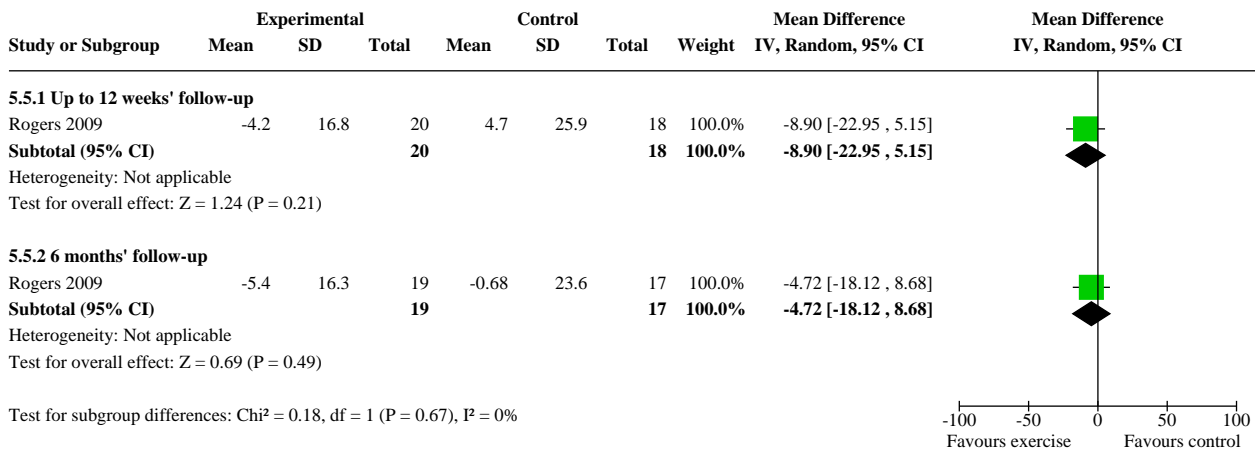 Experimental Control Mean Difference Mean Difference
Study or Subgroup Mean SD Total Mean SD Total Weight IV, Random, 95% CI IV, Random, 95% CI
5.5.1 Up to 12 weeks' follow-up
Rogers 2009 -4.2 16.8 20 4.7 25.9 18 100.0% -8.90 [-22.95 , 5.15]
Subtotal (95% CI) 20 18 100.0% -8.90 [-22.95 , 5.15]
Heterogeneity: Not applicable
Test for overall effect: Z = 1.24 (P = 0.21)
5.5.2 6 months' follow-up
Rogers 2009 -5.4 16.3 19 -0.68 23.6 17 100.0% -4.72 [-18.12 , 8.68]
Subtotal (95% CI) 19 17 100.0% -4.72 [-18.12 , 8.68]
Heterogeneity: Not applicable
Test for overall effect: Z = 0.69 (P = 0.49)
Test for subgroup differences: Chi² = 0.18, df = 1 (P = 0.67), I² = 0%
-100 -50 0 50 100
Favours exercise Favours control